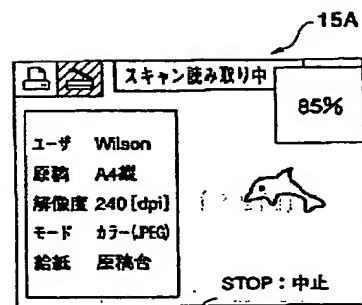 15A
スキャン読み取り中
85%
ユーザ Wilson
原稿 A4縦
解像度 240 [dpi]
モード カラー(JPEG)
給紙 原稿台
STOP：中止